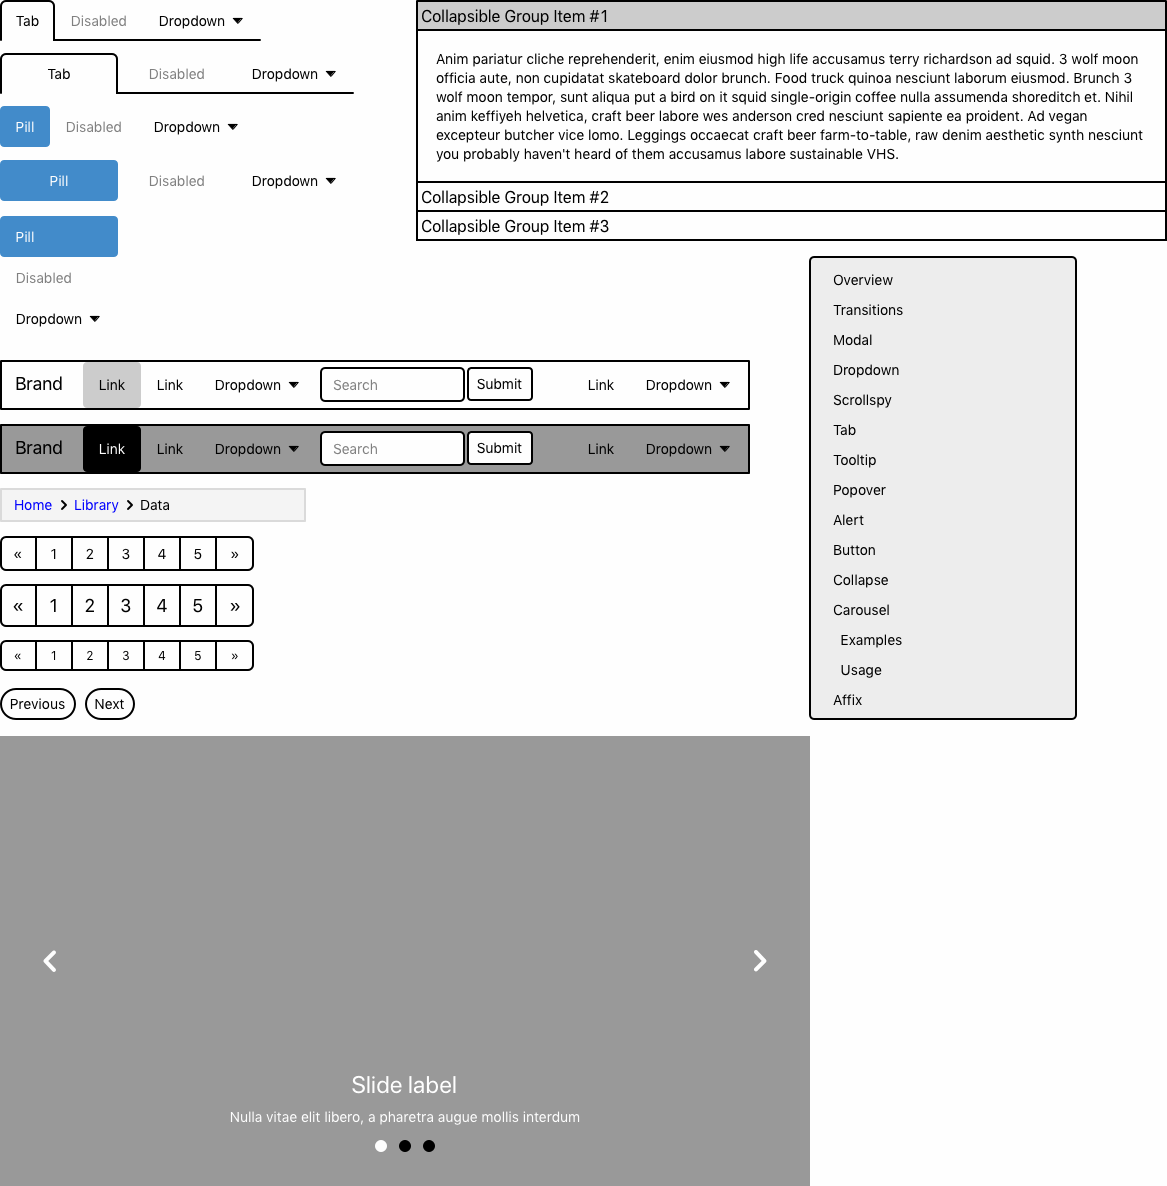 Tab Disabled Dropdown
Tab Disabled Dropdown
Pill Disabled Dropdown
Pill Disabled Dropdown
Pill
Disabled
Dropdown
Collapsible Group Item #1
Anim pariatur cliche reprehenderit, enim eiusmod high life accusamus terry richardson ad squid. 3 wolf moon
officia aute, non cupidatat skateboard dolor brunch. Food truck quinoa nesciunt laborum eiusmod. Brunch 3
wolf moon tempor, sunt aliqua put a bird on it squid single-origin coffee nulla assumenda shoreditch et. Nihil
anim keffiyeh helvetica, craft beer labore wes anderson cred nesciunt sapiente ea proident. Ad vegan
excepteur butcher vice lomo. Leggings occaecat craft beer farm-to-table, raw denim aesthetic synth nesciunt
you probably haven't heard of them accusamus labore sustainable VHS.
Collapsible Group Item #2
Collapsible Group Item #3
Brand Link Link Dropdown Search Submit Link Dropdown
Brand Link Link Dropdown Search Submit Link Dropdown
Home Library Data
« 1 2 3 4 5 »
« 1 2 3 4 5 »
« 1 2 3 4 5 »
Previous Next
Overview
Transitions
Modal
Dropdown
Scrollspy
Tab
Tooltip
Popover
Alert
Button
Collapse
Carousel
Examples
Usage
Affix
Slide label
Nulla vitae elit libero, a pharetra augue mollis interdum